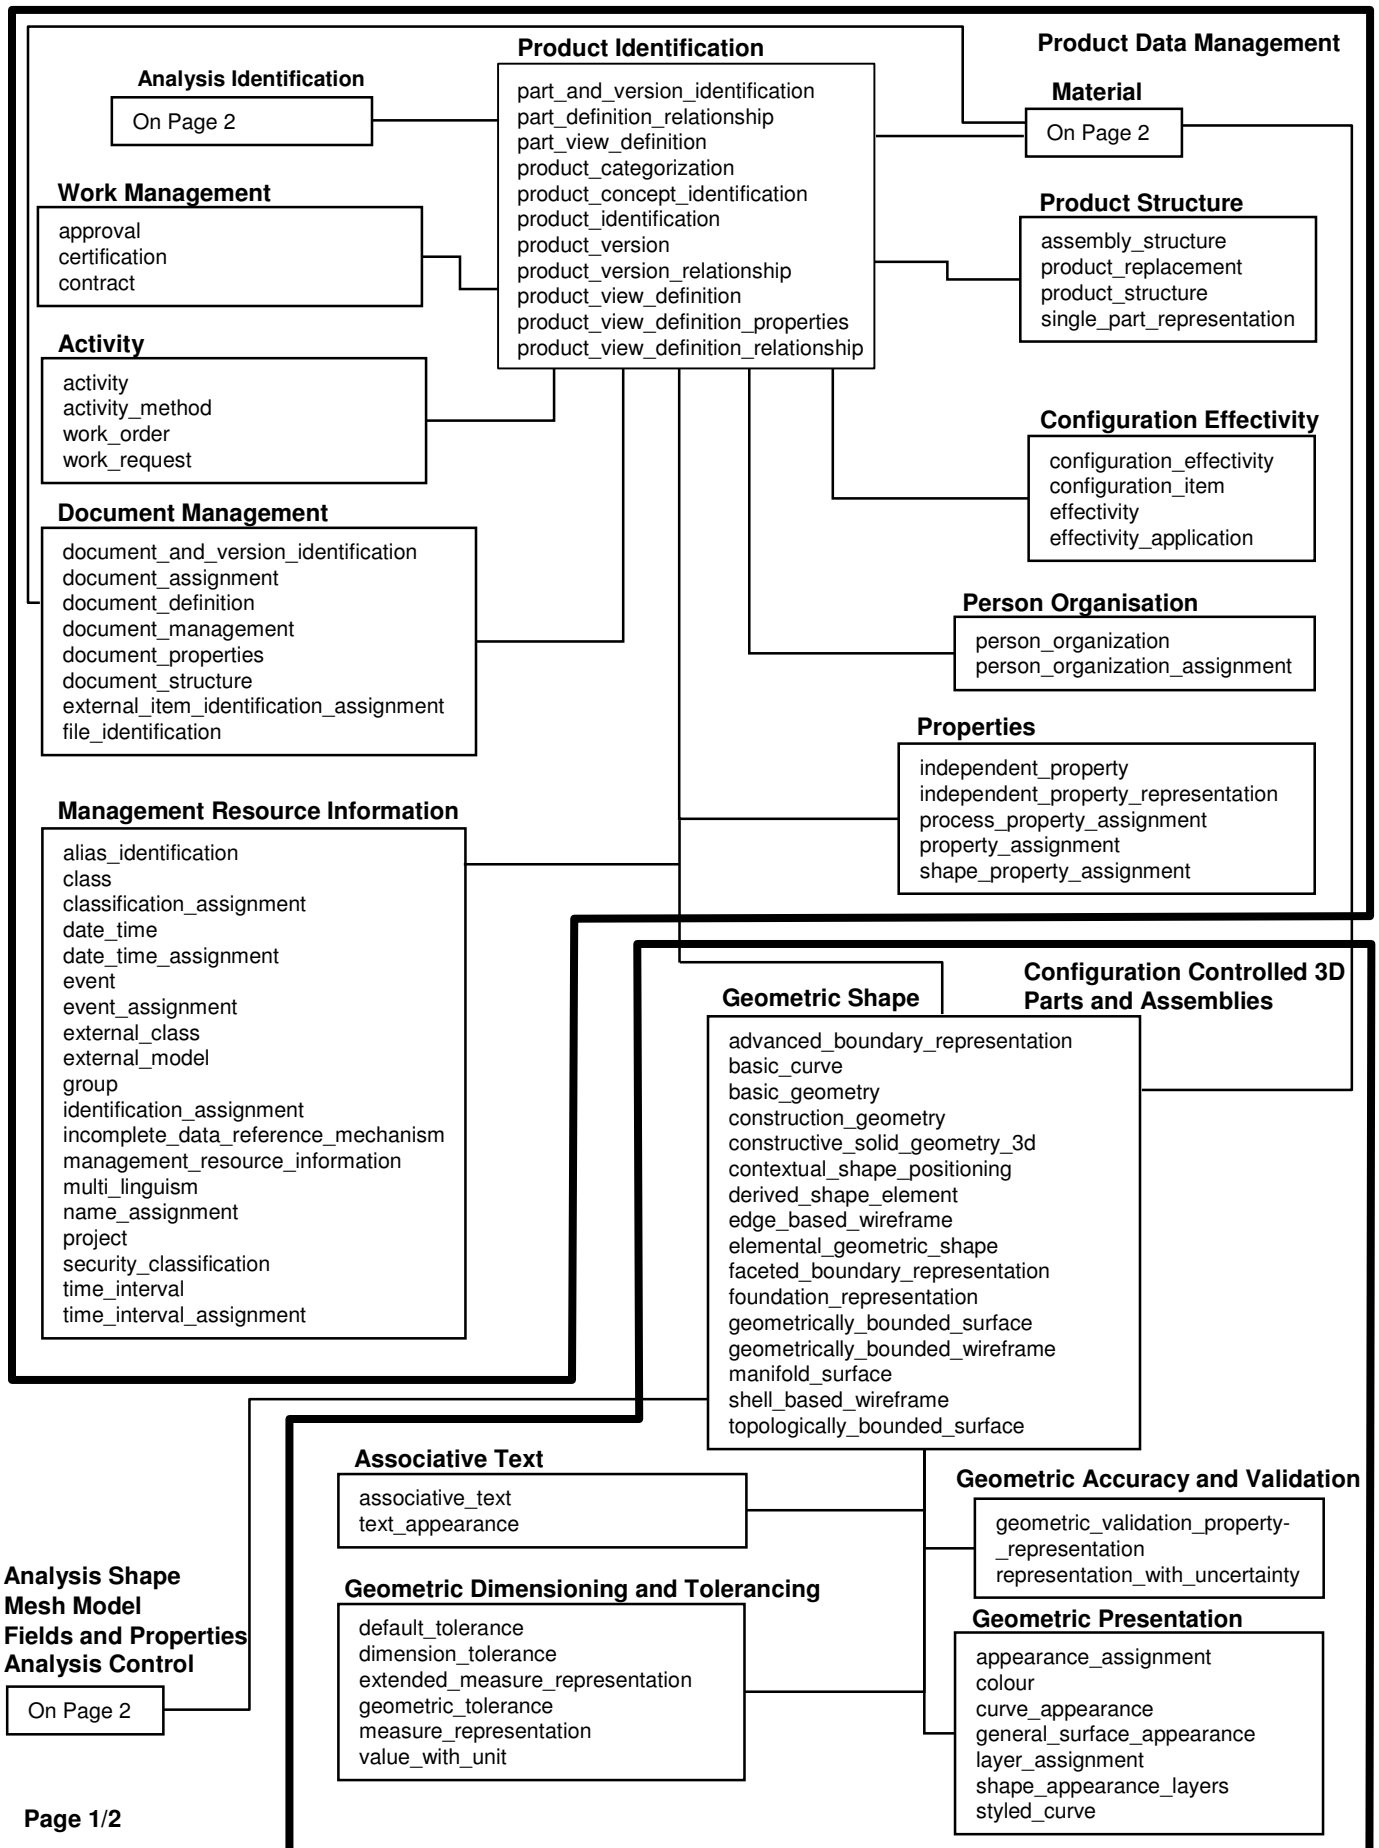 Product Data Management
Product Identification
part_and_version_identification
part_definition_relationship
part_view_definition
product_categorization
product_concept_identification
product_identification
product_version
product_version_relationship
product_view_definition
product_view_definition_properties
product_view_definition_relationship
Analysis Identification
On Page 2
Material
On Page 2
Work Management
approval
certification
contract
Product Structure
assembly_structure
product_replacement
product_structure
single_part_representation
Activity
activity
activity_method
work_order
work_request
Configuration Effectivity
configuration_effectivity
configuration_item
effectivity
effectivity_application
Document Management
document_and_version_identification
document_assignment
document_definition
document_management
document_properties
document_structure
external_item_identification_assignment
file_identification
Person Organisation
person_organization
person_organization_assignment
Properties
independent_property
independent_property_representation
process_property_assignment
property_assignment
shape_property_assignment
Management Resource Information
alias_identification
class
classification_assignment
date_time
date_time_assignment
event
event_assignment
external_class
external_model
group
identification_assignment
incomplete_data_reference_mechanism
management_resource_information
multi_linguism
name_assignment
project
security_classification
time_interval
time_interval_assignment
Configuration Controlled 3D
Parts and Assemblies
Geometric Shape
advanced_boundary_representation
basic_curve
basic_geometry
construction_geometry
constructive_solid_geometry_3d
contextual_shape_positioning
derived_shape_element
edge_based_wireframe
elemental_geometric_shape
faceted_boundary_representation
foundation_representation
geometrically_bounded_surface
geometrically_bounded_wireframe
manifold_surface
shell_based_wireframe
topologically_bounded_surface
Associative Text
associative_text
text_appearance
Geometric Accuracy and Validation
geometric_validation_property-
_representation
representation_with_uncertainty
Analysis Shape
Mesh Model
Fields and Properties
Analysis Control
On Page 2
Geometric Dimensioning and Tolerancing
default_tolerance
dimension_tolerance
extended_measure_representation
geometric_tolerance
measure_representation
value_with_unit
Geometric Presentation
appearance_assignment
colour
curve_appearance
general_surface_appearance
layer_assignment
shape_appearance_layers
styled_curve
Page 1/2